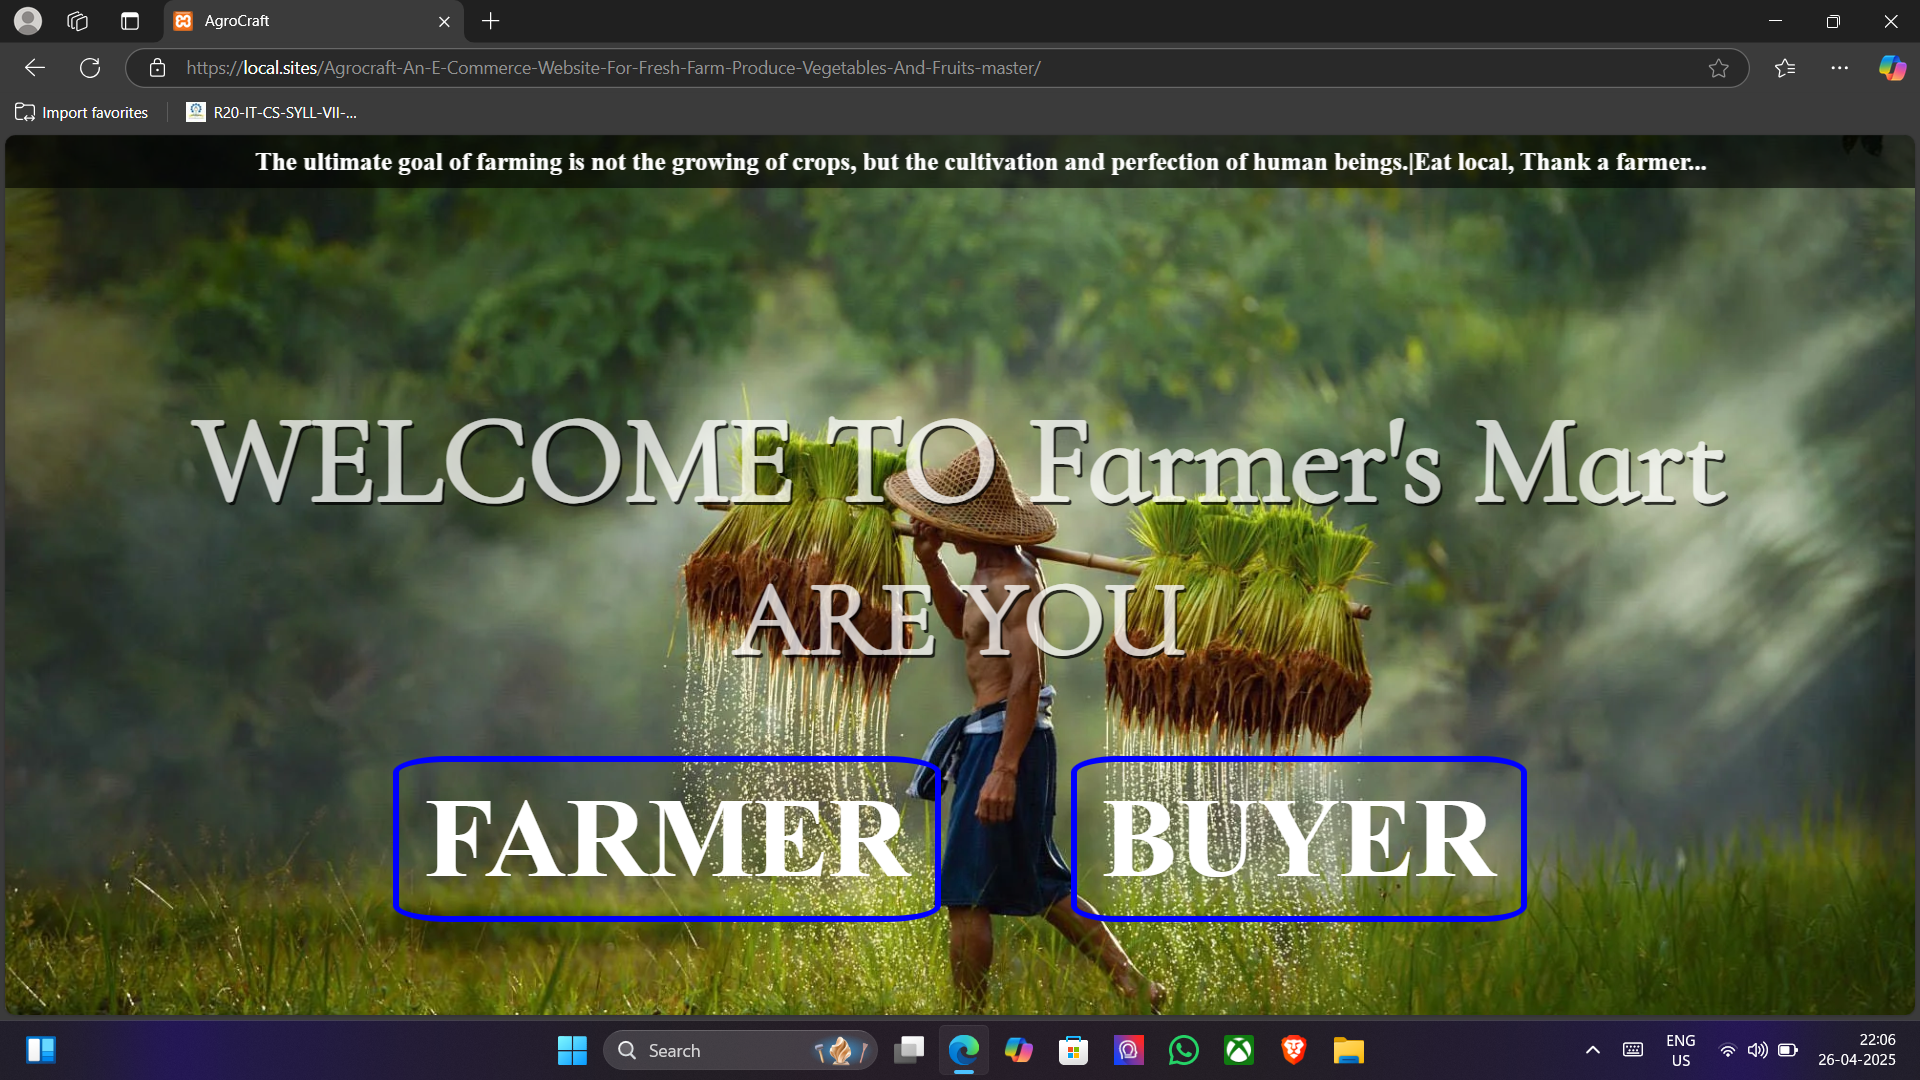 AgroCraft
https://local.sites/Agrocraft-An-E-Commerce-Website-For-Fresh-Farm-Produce-Vegetables-And-Fruits-master/
Import favorites
R20-IT-CS-SYLL-VII-...
The ultimate goal of farming is not the growing of crops, but the cultivation and perfection of human beings.|Eat local, Thank a farmer...
WELCOME TO Farmer's Mart
ARE YOU
FARMER
BUYER
Search
ENG
US
22:06
26-04-2025